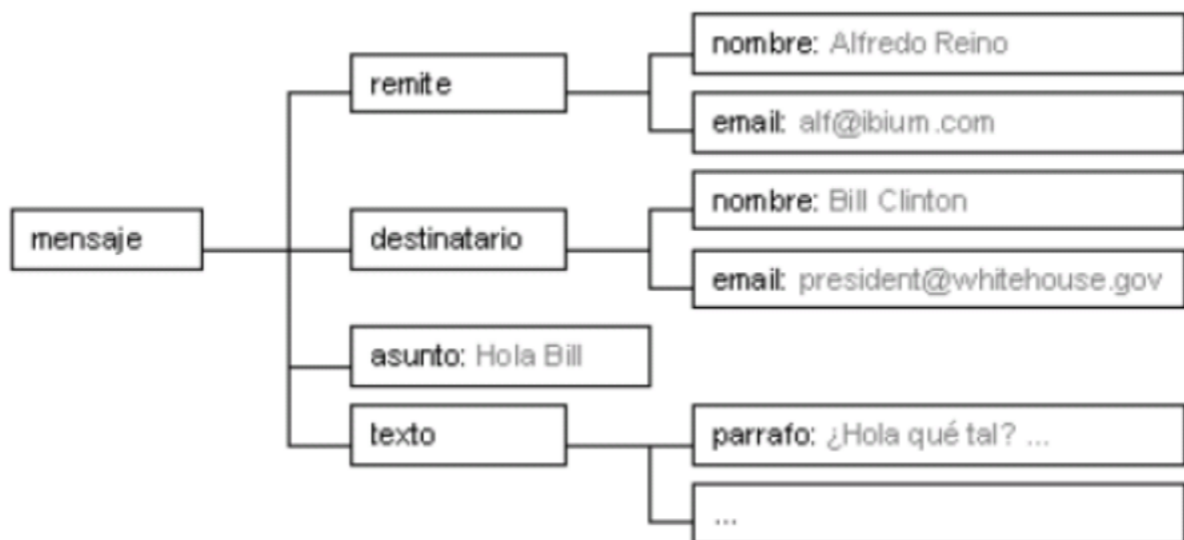 mensaje
remite
nombre: Alfredo Reino
email: alf@ibium.com
destinatario
nombre: Bill Clinton
email: president@whitehouse.gov
asunto: Hola Bill
texto
parrafo: ¿Hola qué tal? ...
...